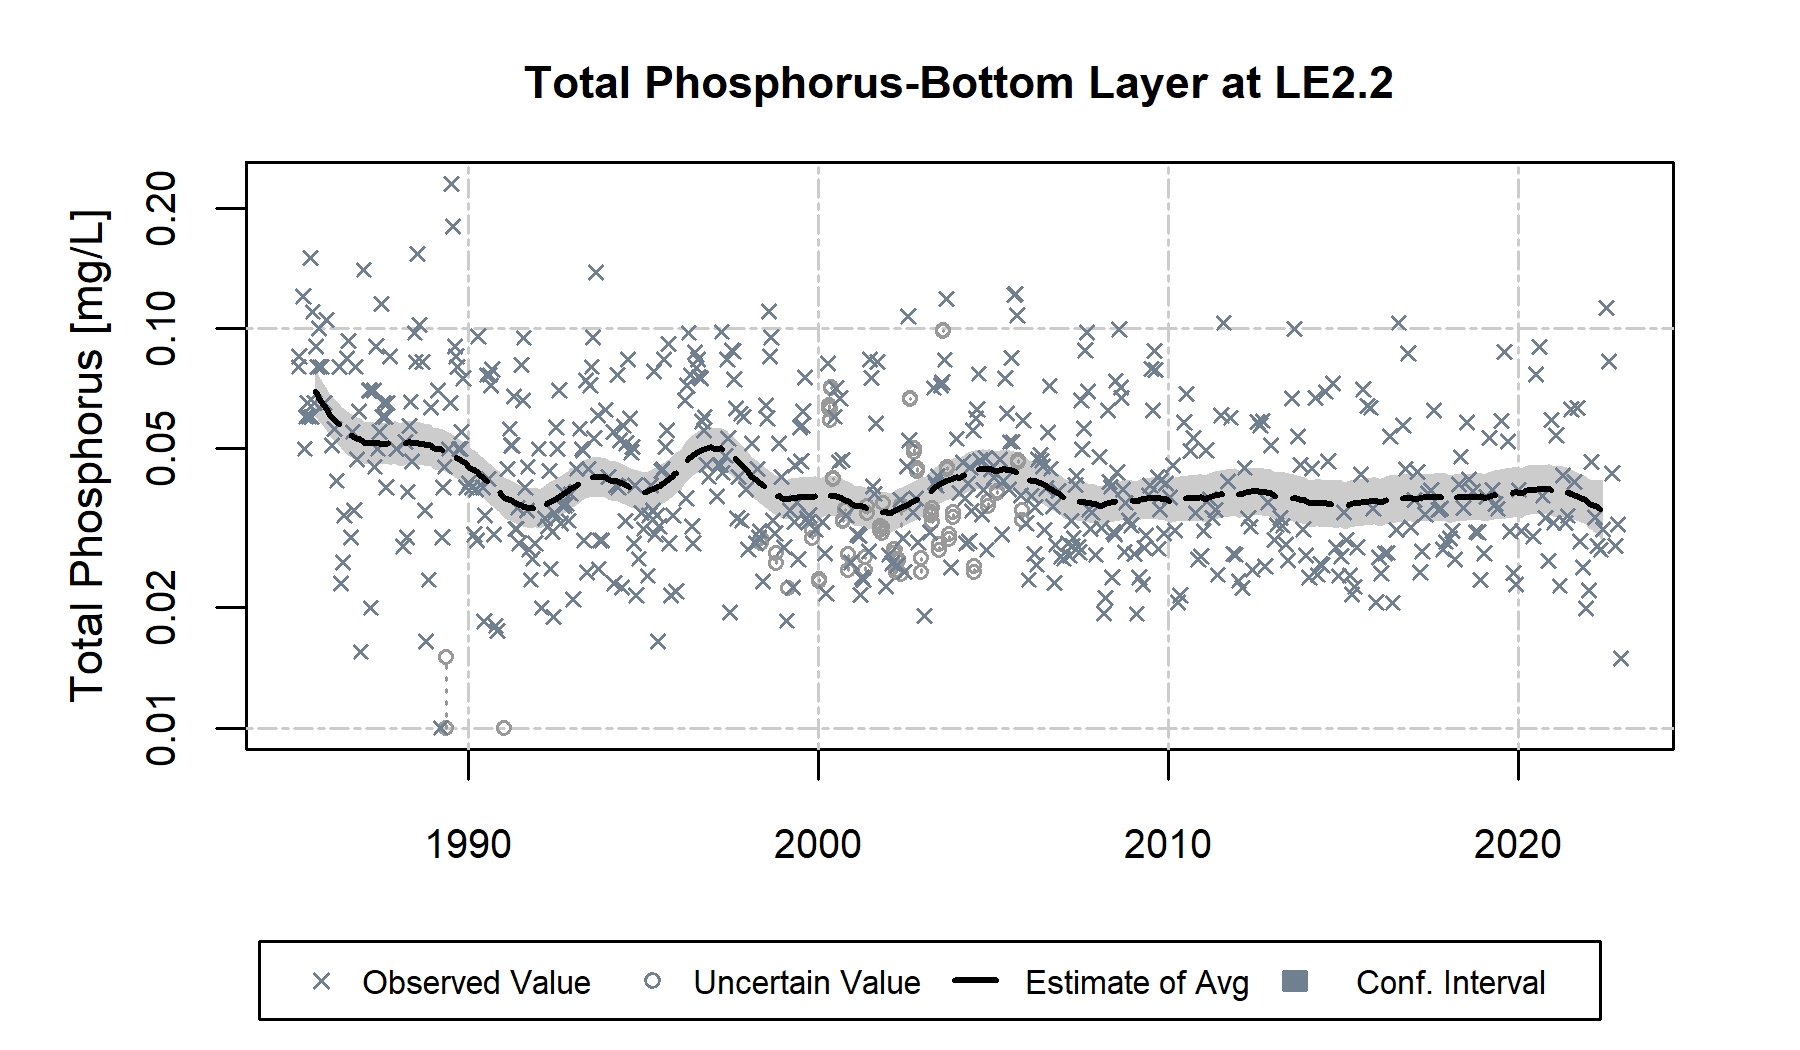 Total Phosphorus-Bottom Layer at LE2.2
Total Phosphorus [mg/L]
0.20
0.10
0.05
0.02
0.01
1990 2000 2010 2020
Observed Value Uncertain Value Estimate of Avg Conf. Interval